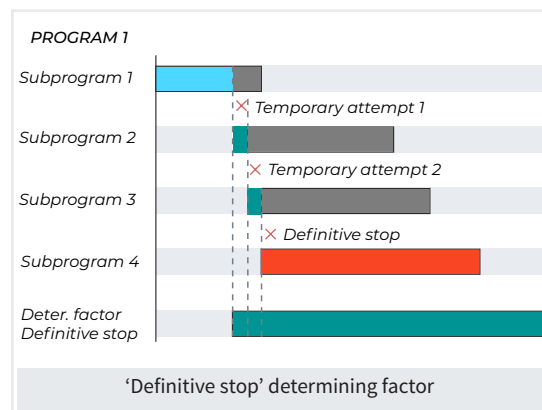 PROGRAM 1
Subprogram 1
Temporary attempt 1
Subprogram 2
Temporary attempt 2
Subprogram 3
Definitive stop
Subprogram 4
Deter. factor
Definitive stop
‘Definitive stop’ determining factor